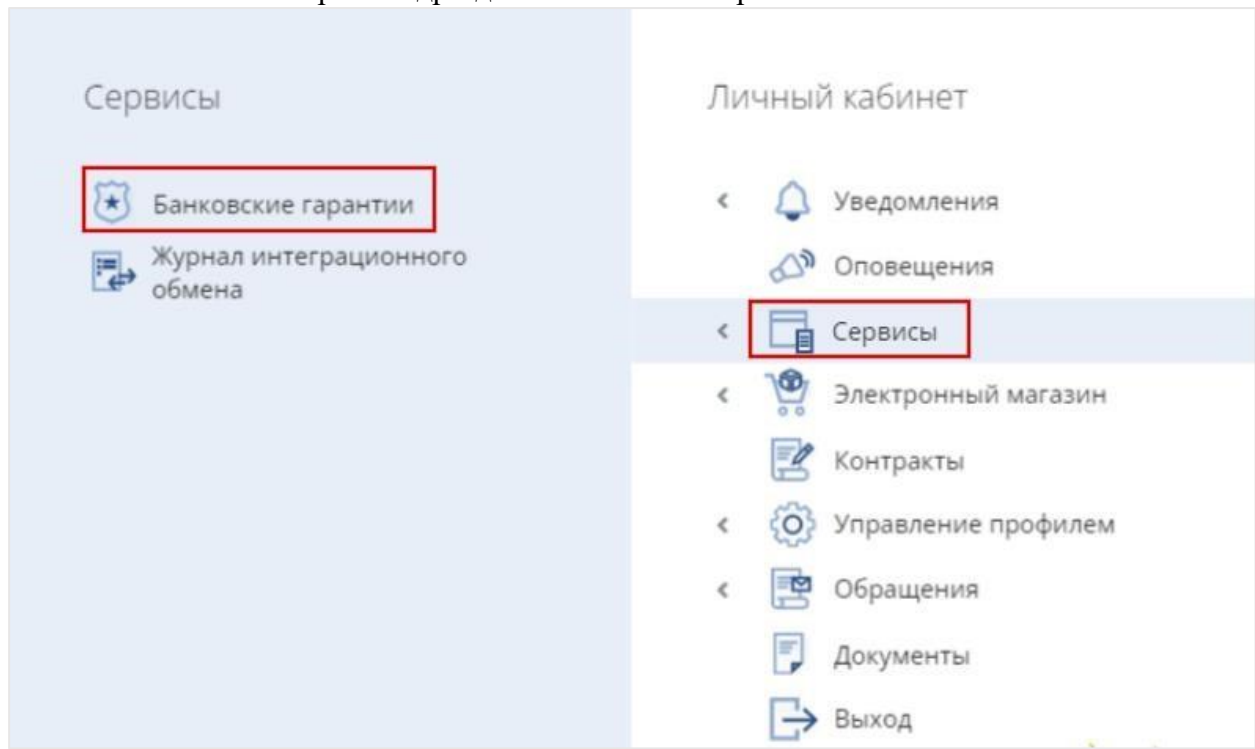 Сервисы
Банковские гарантии
Журнал интеграционного
обмена
Личный кабинет
Уведомления
Оповещения
Сервисы
Электронный магазин
Контракты
Управление профилем
Обращения
Документы
Выход